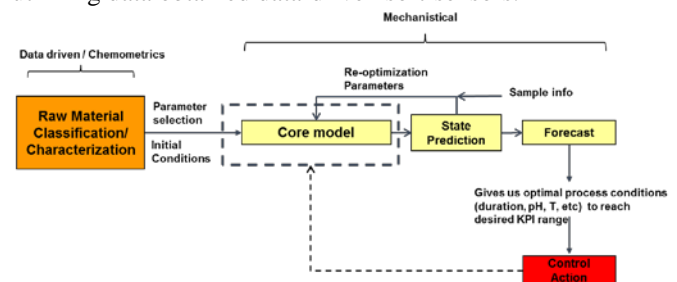 Mechanistical
Data driven / Chemometrics
Re-optimization
Parameters
Sample info
Raw Material
Classification/
Characterization
Parameter
selection
Initial
Conditions
Core model
State
Prediction
Forecast
Gives us optimal process conditions
(duration, pH, T, etc) to reach
desired KPI range
Control
Action